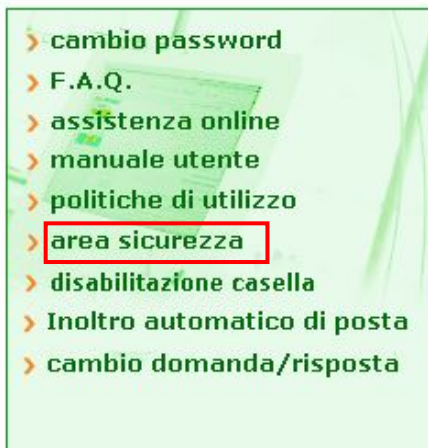 cambio password
F.A.Q.
assistenza online
manuale utente
politiche di utilizzo
area sicurezza
disabilitazione casella
Inoltro automatico di posta
cambio domanda/risposta